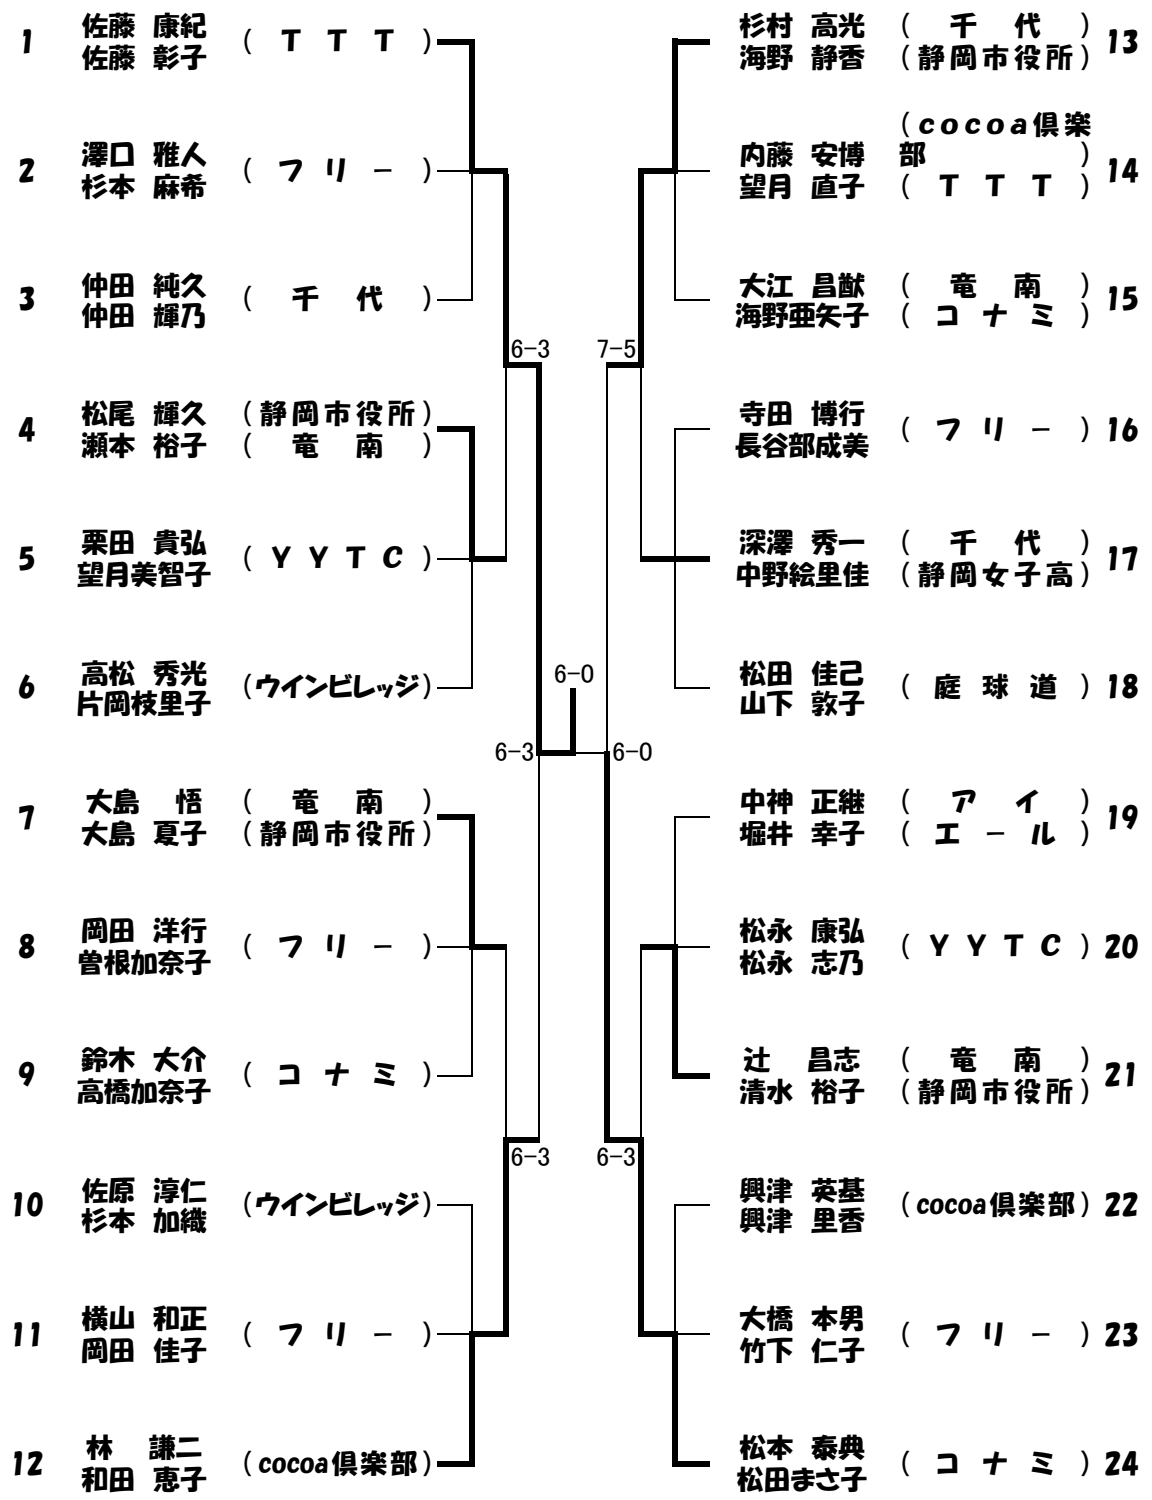 1 佐藤 康紀 佐藤 彰子 ( T T T )
2 澤口 雅人 杉本 麻希 ( フ リ － )
3 仲田 純久 仲田 輝乃 ( 千 代 )
4 松尾 輝久 (静岡市役所) 瀬本 裕子 ( 竜 南 )
5 栗田 貴弘 望月美智子 ( Y Y T C )
6 高松 秀光 片岡枝里子 (ウインビレッジ)
7 大島 悟 ( 竜 南 ) 大島 夏子 (静岡市役所)
8 岡田 洋行 曽根加奈子 ( フ リ － )
9 鈴木 大介 高橋加奈子 ( コ ナ ミ )
10 佐原 淳仁 杉本 加織 (ウインビレッジ)
11 横山 和正 岡田 佳子 ( フ リ － )
12 林 謙二 和田 恵子 (cocoa倶楽部)
6-3
6-3
6-3
6-0
7-5
6-0
6-3
杉村 高光 ( 千 代 ) 海野 静香 (静岡市役所) 13
内藤 安博 (cocoa倶楽部) 望月 直子 ( T T T ) 14
大江 昌猷 ( 竜 南 ) 海野亜矢子 ( コ ナ ミ ) 15
寺田 博行 長谷部成美 ( フ リ － ) 16
深澤 秀一 ( 千 代 ) 中野絵里佳 (静岡女子高) 17
松田 佳己 山下 敦子 ( 庭 球 道 ) 18
中神 正継 ( ア イ ) 堀井 幸子 ( エ － ル ) 19
松永 康弘 松永 志乃 ( Y Y T C ) 20
辻 昌志 ( 竜 南 ) 清水 裕子 (静岡市役所) 21
興津 英基 興津 里香 (cocoa倶楽部) 22
大橋 本男 竹下 仁子 ( フ リ － ) 23
松本 泰典 松田まさ子 ( コ ナ ミ ) 24